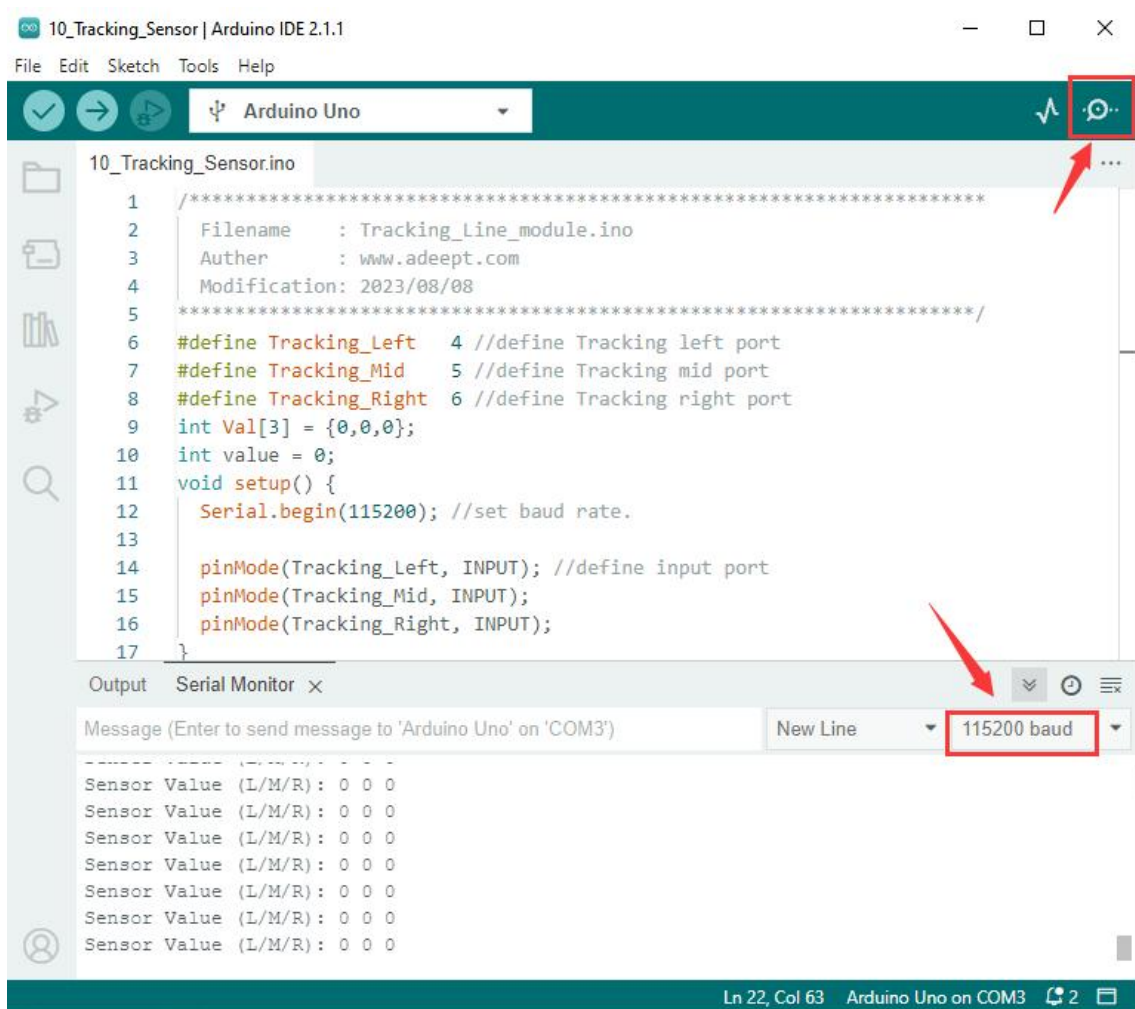 10_Tracking_Sensor | Arduino IDE 2.1.1
File Edit Sketch Tools Help
Arduino Uno
10_Tracking_Sensor.ino
1 /**********************************************************************
2 Filename : Tracking_Line_module.ino
3 Auther : www.adeept.com
4 Modification: 2023/08/08
5 **********************************************************************/
6 #define Tracking_Left 4 //define Tracking left port
7 #define Tracking_Mid 5 //define Tracking mid port
8 #define Tracking_Right 6 //define Tracking right port
9 int Val[3] = {0,0,0};
10 int value = 0;
11 void setup() {
12 Serial.begin(115200); //set baud rate.
13
14 pinMode(Tracking_Left, INPUT); //define input port
15 pinMode(Tracking_Mid, INPUT);
16 pinMode(Tracking_Right, INPUT);
17 }
Output Serial Monitor
Message (Enter to send message to 'Arduino Uno' on 'COM3') New Line 115200 baud
Sensor Value (L/M/R): 0 0 0
Sensor Value (L/M/R): 0 0 0
Sensor Value (L/M/R): 0 0 0
Sensor Value (L/M/R): 0 0 0
Sensor Value (L/M/R): 0 0 0
Sensor Value (L/M/R): 0 0 0
Sensor Value (L/M/R): 0 0 0
Ln 22, Col 63 Arduino Uno on COM3 2